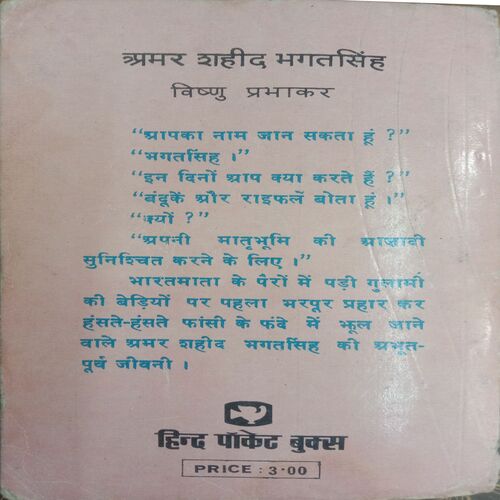 अमर शहीद भगतसिंह
विष्णु प्रभाकर
“आपका नाम जान सकता हूं ?”
“भगतसिंह ।”
“इन दिनों आप क्या करते हैं ?”
“बंदूकें और राइफलें बोता हूं ।”
“क्यों ?”
“अपनी मातृभूमि की आज़ादी
सुनिश्चित करने के लिए ।”
भारतमाता के पैरों में पड़ी गुलामी
की बेड़ियों पर पहला भरपूर प्रहार कर
हंसते-हंसते फांसी के फंदे में झूल जाने
वाले अमर शहीद भगतसिंह की अभूत-
पूर्व जीवनी ।
हिन्द पॉकेट बुक्स
PRICE : 3·00